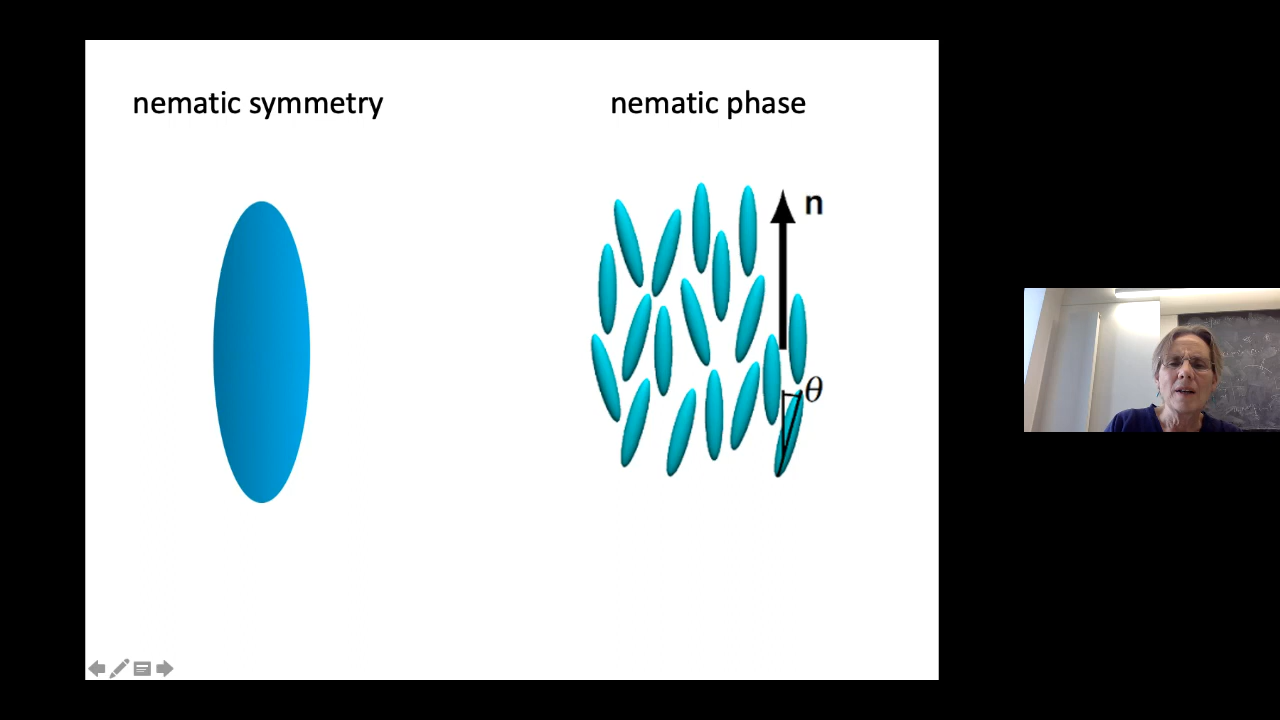 nematic symmetry
nematic phase
n
θ